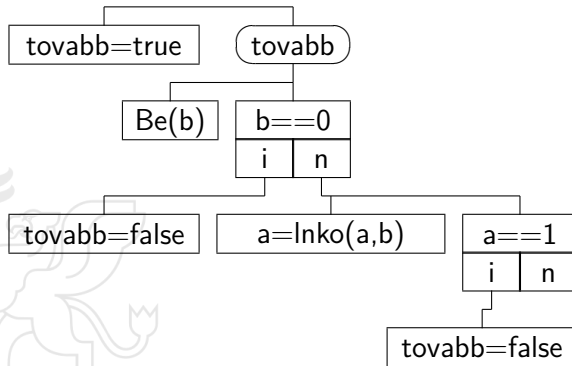 tovabb=true
tovabb
Be(b)
b==0
i
n
tovabb=false
a=lnko(a,b)
a==1
i
n
tovabb=false